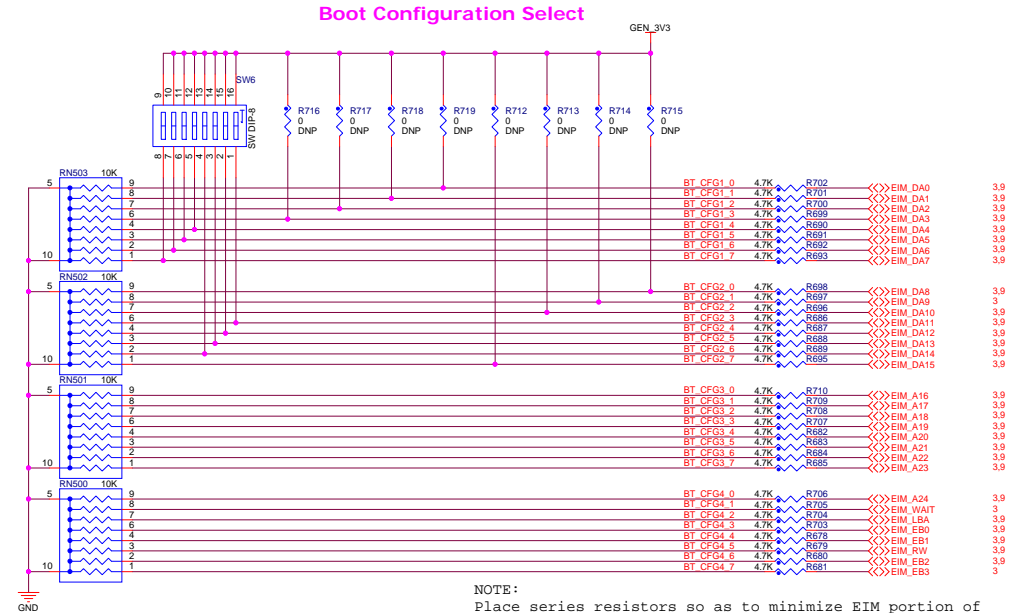 Boot Configuration Select
GEN_3V3
SW6
9 10 11 12 13 14 15 16
SW DIP-8
8 7 6 5 4 3 2 1
R716 0 DNP
R717 0 DNP
R718 0 DNP
R719 0 DNP
R712 0 DNP
R713 0 DNP
R714 0 DNP
R715 0 DNP
RN503 10K
5 9 BT_CFG1_0 4.7K R702 EIM_DA0 3,9
8 BT_CFG1_1 4.7K R701 EIM_DA1 3,9
7 BT_CFG1_2 4.7K R700 EIM_DA2 3,9
6 BT_CFG1_3 4.7K R699 EIM_DA3 3,9
4 BT_CFG1_4 4.7K R690 EIM_DA4 3,9
3 BT_CFG1_5 4.7K R691 EIM_DA5 3,9
2 BT_CFG1_6 4.7K R692 EIM_DA6 3,9
10 1 BT_CFG1_7 4.7K R693 EIM_DA7 3,9
RN502 10K
5 9 BT_CFG2_0 4.7K R698 EIM_DA8 3,9
8 BT_CFG2_1 4.7K R697 EIM_DA9 3
7 BT_CFG2_2 4.7K R696 EIM_DA10 3,9
6 BT_CFG2_3 4.7K R686 EIM_DA11 3,9
4 BT_CFG2_4 4.7K R687 EIM_DA12 3,9
3 BT_CFG2_5 4.7K R688 EIM_DA13 3,9
2 BT_CFG2_6 4.7K R689 EIM_DA14 3,9
10 1 BT_CFG2_7 4.7K R695 EIM_DA15 3,9
RN501 10K
5 9 BT_CFG3_0 4.7K R710 EIM_A16 3,9
8 BT_CFG3_1 4.7K R709 EIM_A17 3,9
7 BT_CFG3_2 4.7K R708 EIM_A18 3,9
6 BT_CFG3_3 4.7K R707 EIM_A19 3,9
4 BT_CFG3_4 4.7K R682 EIM_A20 3,9
3 BT_CFG3_5 4.7K R683 EIM_A21 3,9
2 BT_CFG3_6 4.7K R684 EIM_A22 3,9
10 1 BT_CFG3_7 4.7K R685 EIM_A23 3,9
RN500 10K
5 9 BT_CFG4_0 4.7K R706 EIM_A24 3,9
8 BT_CFG4_1 4.7K R705 EIM_WAIT 3
7 BT_CFG4_2 4.7K R704 EIM_LBA 3,9
6 BT_CFG4_3 4.7K R703 EIM_EB0 3,9
4 BT_CFG4_4 4.7K R678 EIM_EB1 3,9
3 BT_CFG4_5 4.7K R679 EIM_RW 3,9
2 BT_CFG4_6 4.7K R680 EIM_EB2 3,9
10 1 BT_CFG4_7 4.7K R681 EIM_EB3 3
GND
NOTE:
Place series resistors so as to minimize EIM portion of